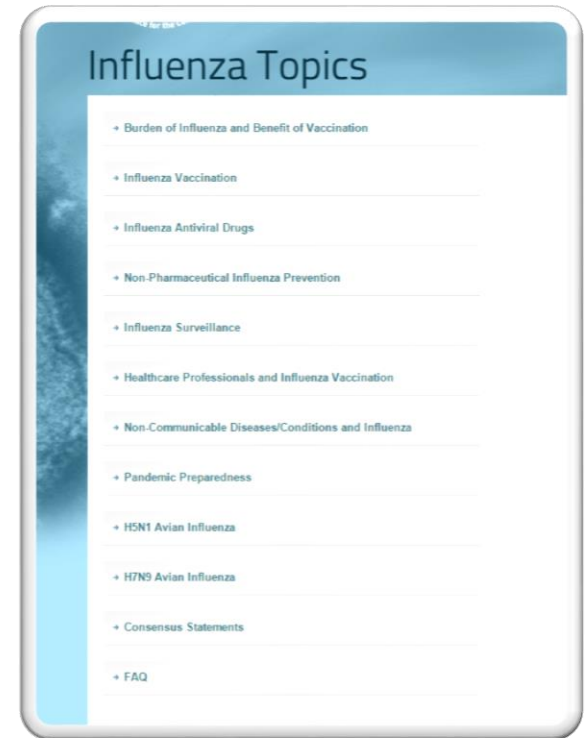 Influenza Topics
→ Burden of Influenza and Benefit of Vaccination
→ Influenza Vaccination
→ Influenza Antiviral Drugs
→ Non-Pharmaceutical Influenza Prevention
→ Influenza Surveillance
→ Healthcare Professionals and Influenza Vaccination
→ Non-Communicable Diseases/Conditions and Influenza
→ Pandemic Preparedness
→ H5N1 Avian Influenza
→ H7N9 Avian Influenza
→ Consensus Statements
→ FAQ